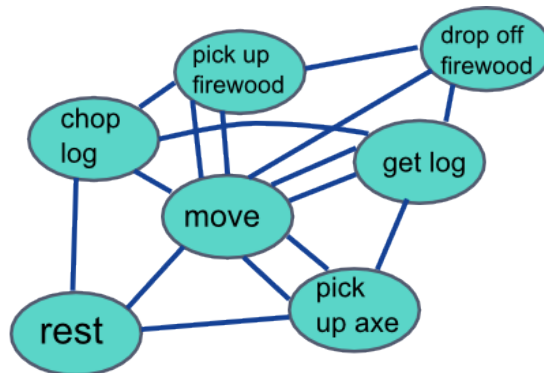 drop off
firewood
pick up
firewood
chop
log
get log
move
pick
up axe
rest